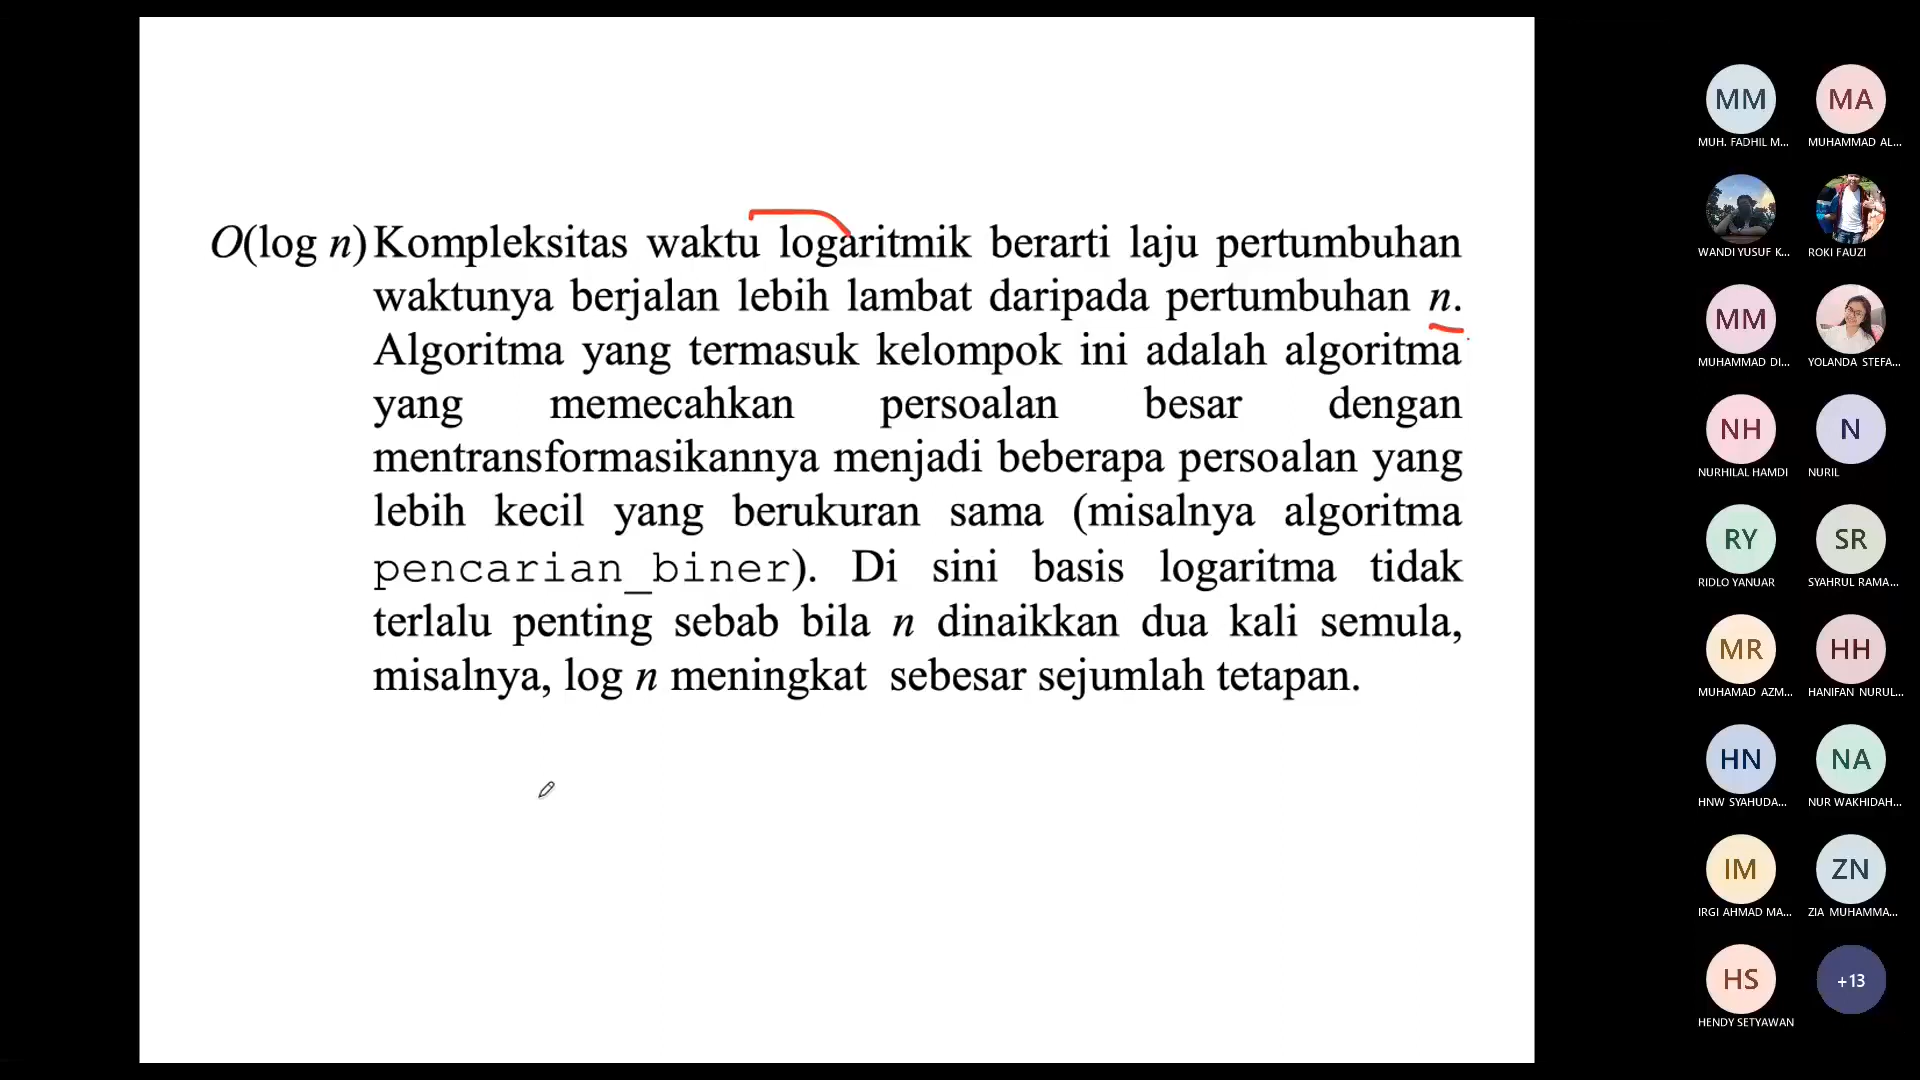 O(log n) Kompleksitas waktu logaritmik berarti laju pertumbuhan
waktunya berjalan lebih lambat daripada pertumbuhan n.
Algoritma yang termasuk kelompok ini adalah algoritma
yang memecahkan persoalan besar dengan
mentransformasikannya menjadi beberapa persoalan yang
lebih kecil yang berukuran sama (misalnya algoritma
pencarian_biner). Di sini basis logaritma tidak
terlalu penting sebab bila n dinaikkan dua kali semula,
misalnya, log n meningkat sebesar sejumlah tetapan.
MM MA
MUH. FADHIL M... MUHAMMAD AL...
WANDI YUSUF K... ROKI FAUZI
MM
MUHAMMAD DI... YOLANDA STEFA...
NH N
NURHILAL HAMDI NURIL
RY SR
RIDLO YANUAR SYAHRUL RAMA...
MR HH
MUHAMAD AZM... HANIFAN NURUL...
HN NA
HNW SYAHUDA... NUR WAKHIDAH...
IM ZN
IRGI AHMAD MA... ZIA MUHAMMA...
HS +13
HENDY SETYAWAN